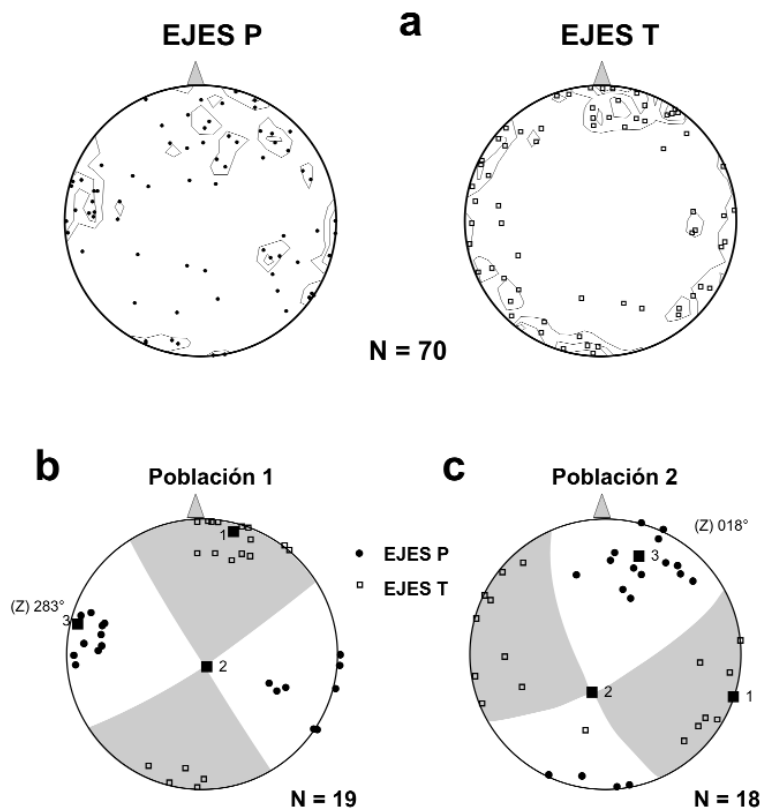 a
EJES P
EJES T
N = 70
b
Población 1
c
Población 2
1
(Z) 283°
3
2
N = 19
EJES P
EJES T
(Z) 018°
3
2
1
N = 18